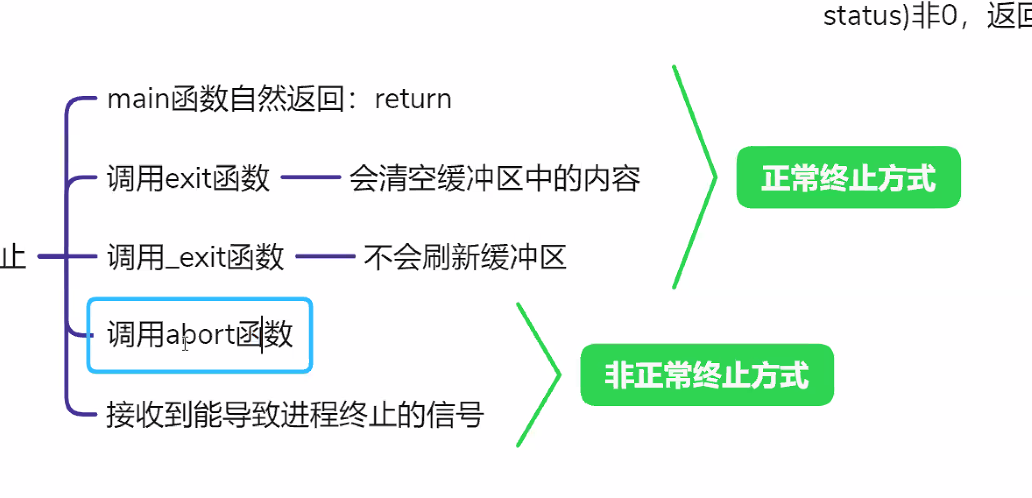 status)非0，返回
main函数自然返回：return
调用exit函数
会清空缓冲区中的内容
正常终止方式
止
调用_exit函数
不会刷新缓冲区
调用abort函数
非正常终止方式
接收到能导致进程终止的信号